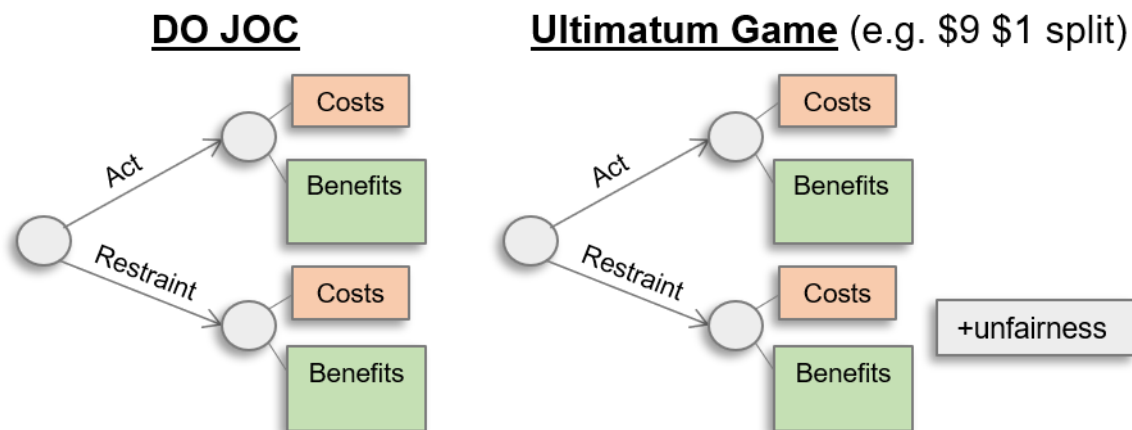 DO JOC
Ultimatum Game (e.g. $9 $1 split)
Costs
Act
Benefits
Restraint
Costs
Benefits
Costs
Act
Benefits
Restraint
Costs
Benefits
+unfairness